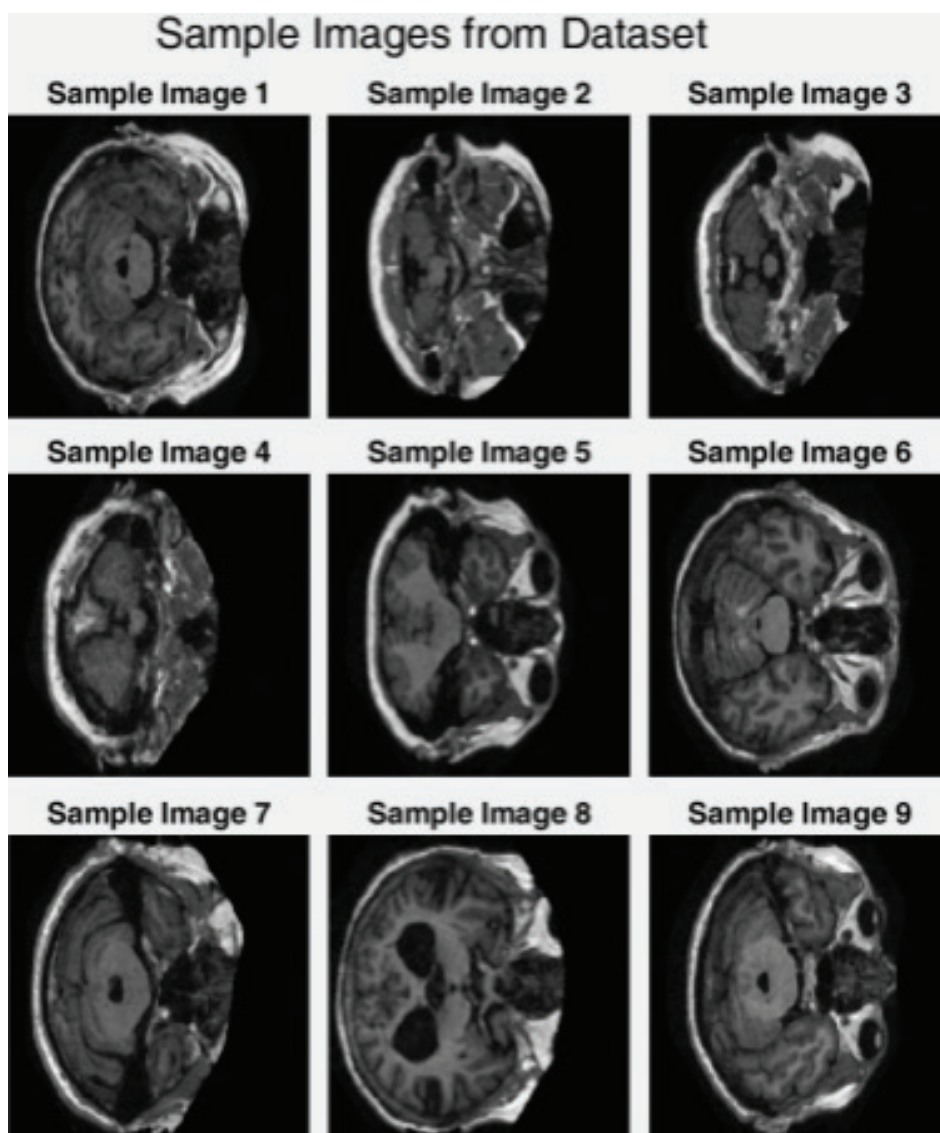 Sample Images from Dataset
Sample Image 1
Sample Image 2
Sample Image 3
Sample Image 4
Sample Image 5
Sample Image 6
Sample Image 7
Sample Image 8
Sample Image 9